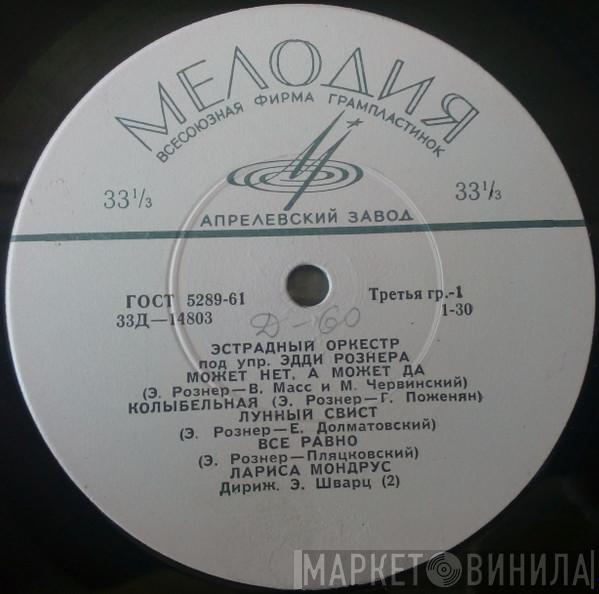 МЕЛОДИЯ
ВСЕСОЮЗНАЯ ФИРМА ГРАМПЛАСТИНОК
33⅓ 33⅓
АПРЕЛЕВСКИЙ ЗАВОД
ГОСТ 5289-61 Третья гр.-1
33Д—14803 1-30
Д-60
ЭСТРАДНЫЙ ОРКЕСТР
под упр. ЭДДИ РОЗНЕРА
МОЖЕТ НЕТ, А МОЖЕТ ДА
(Э. Рознер—В. Масс и М. Червинский)
КОЛЫБЕЛЬНАЯ (Э. Рознер—Г. Поженян)
ЛУННЫЙ СВИСТ
(Э. Рознер—Е. Долматовский)
ВСЕ РАВНО
(Э. Рознер—Пляцковский)
ЛАРИСА МОНДРУС
Дириж. Э. Шварц (2)
МАРКЕТ ВИНИЛА